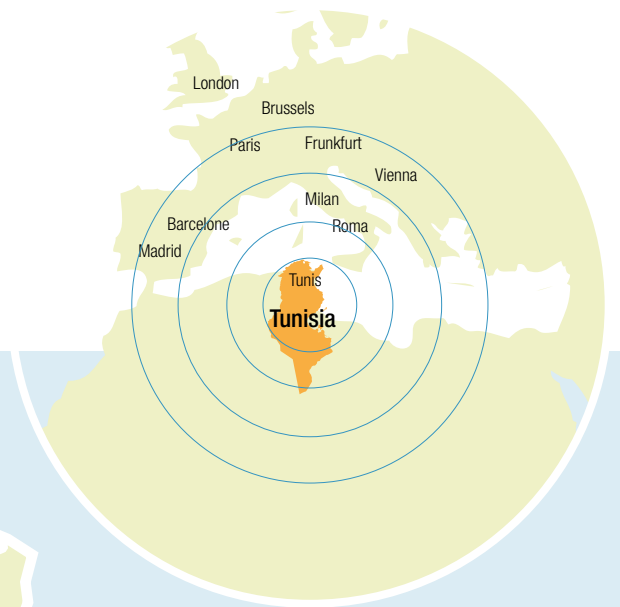 London
Brussels
Paris
Frunkfurt
Vienna
Milan
Barcelone
Roma
Madrid
Tunis
Tunisia